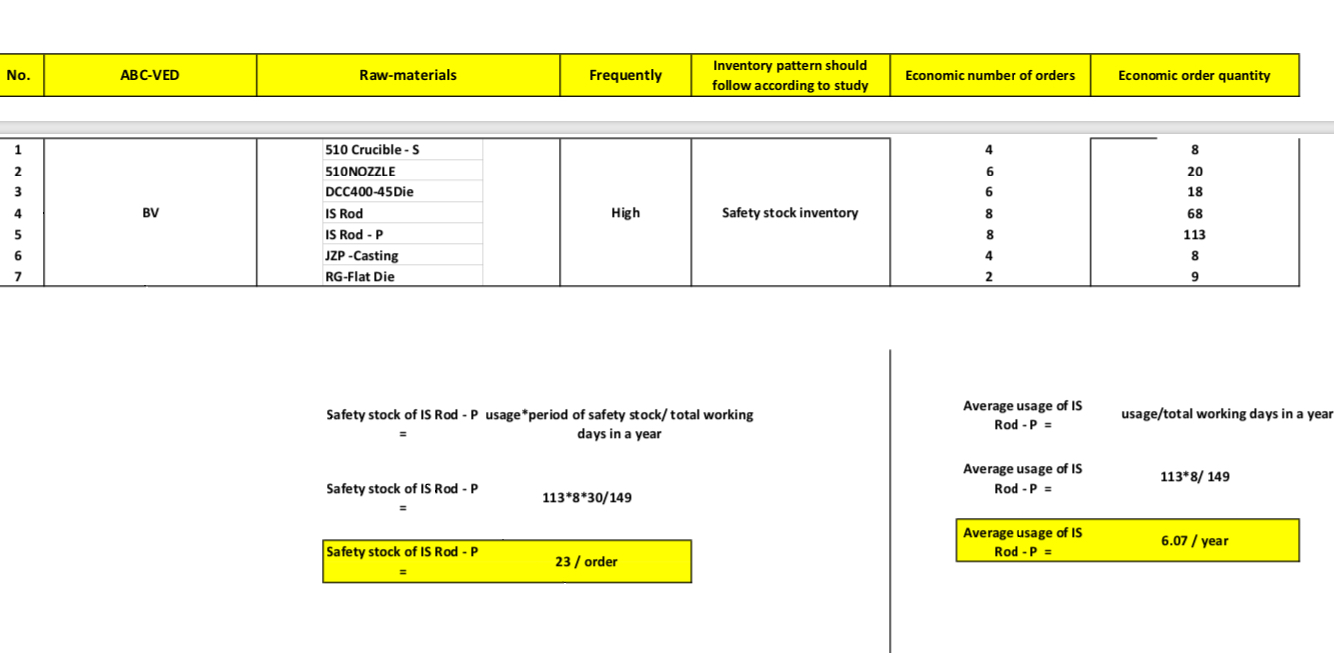 No. ABC-VED Raw-materials Frequently Inventory pattern should follow according to study Economic number of orders Economic order quantity
1 510 Crucible - S 4 8
2 510NOZZLE 6 20
3 DCC400-45Die 6 18
4 BV IS Rod High Safety stock inventory 8 68
5 IS Rod - P 8 113
6 JZP -Casting 4 8
7 RG-Flat Die 2 9
Safety stock of IS Rod - P usage*period of safety stock/ total working
= days in a year
Safety stock of IS Rod - P
= 113*8*30/149
Safety stock of IS Rod - P
= 23 / order
Average usage of IS
Rod - P = usage/total working days in a year
Average usage of IS
Rod - P = 113*8/ 149
Average usage of IS
Rod - P = 6.07 / year